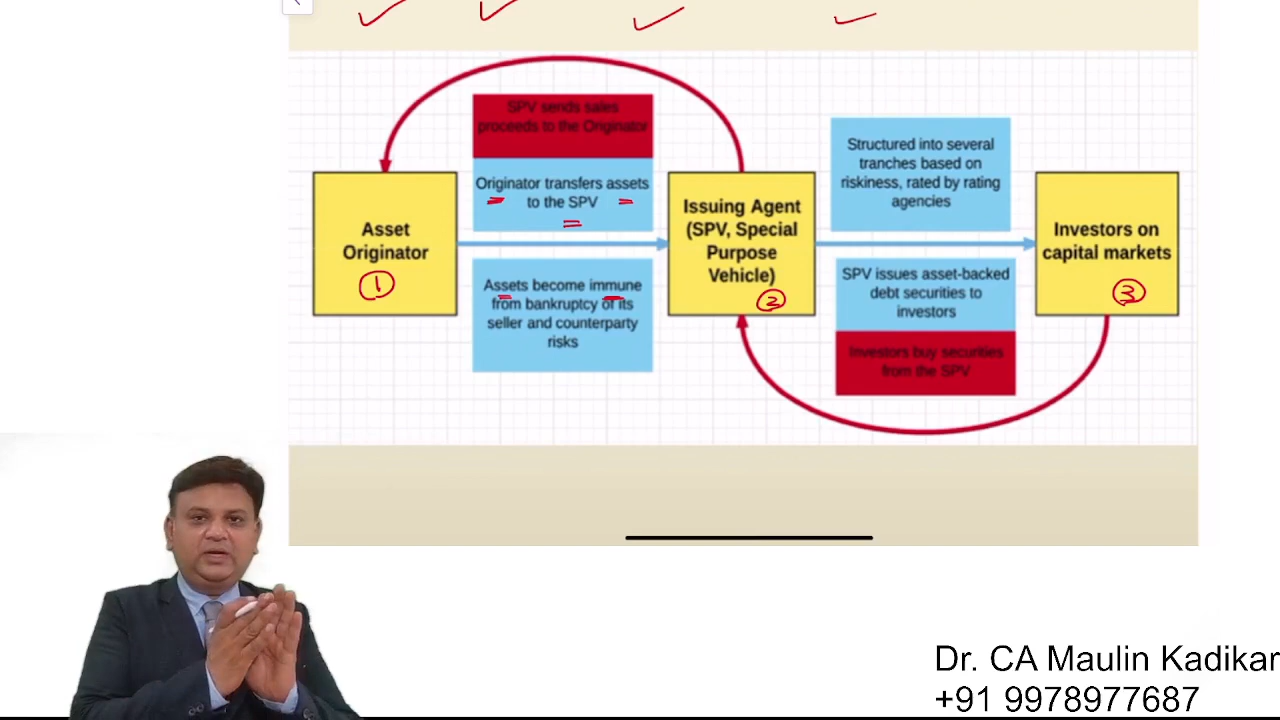 SPV sends sales
proceeds to the Originator
Originator transfers assets
to the SPV
Asset
Originator
1
Assets become immune
from bankruptcy of its
seller and counterparty
risks
Issuing Agent
(SPV, Special
Purpose
Vehicle)
2
Structured into several
tranches based on
riskiness, rated by rating
agencies
SPV issues asset-backed
debt securities to
investors
Investors buy securities
from the SPV
Investors on
capital markets
3
Dr. CA Maulin Kadikar
+91 9978977687